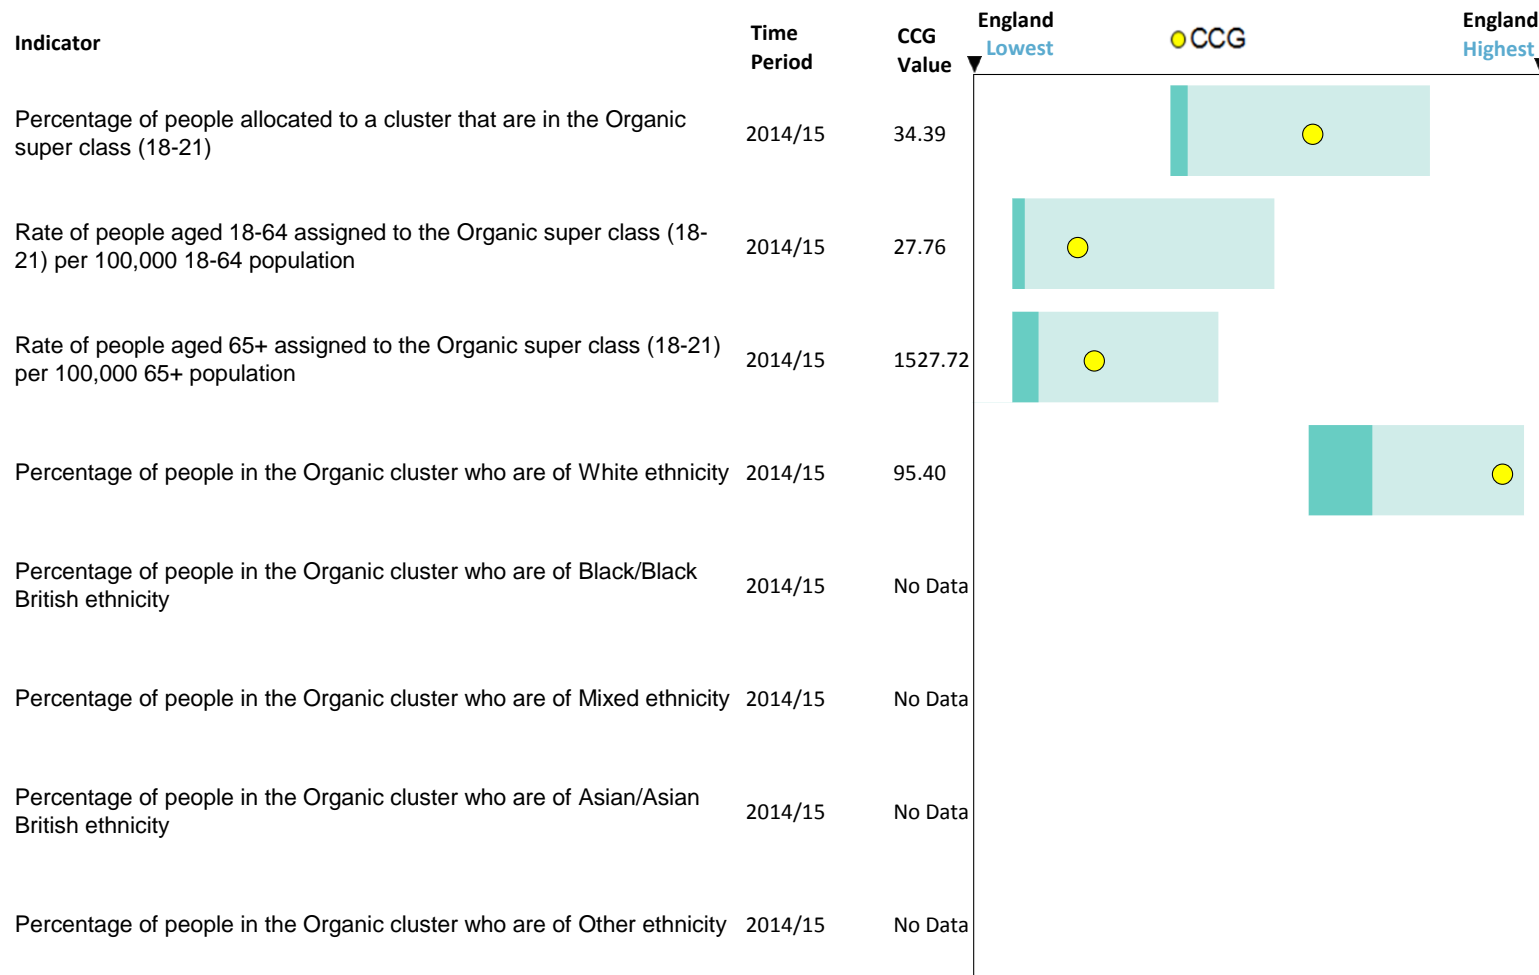 Indicator
Time Period
CCG Value
England Lowest
CCG
England Highest
Percentage of people allocated to a cluster that are in the Organic
super class (18-21)
2014/15
34.39
Rate of people aged 18-64 assigned to the Organic super class (18-
21) per 100,000 18-64 population
2014/15
27.76
Rate of people aged 65+ assigned to the Organic super class (18-21)
per 100,000 65+ population
2014/15
1527.72
Percentage of people in the Organic cluster who are of White ethnicity
2014/15
95.40
Percentage of people in the Organic cluster who are of Black/Black
British ethnicity
2014/15
No Data
Percentage of people in the Organic cluster who are of Mixed ethnicity
2014/15
No Data
Percentage of people in the Organic cluster who are of Asian/Asian
British ethnicity
2014/15
No Data
Percentage of people in the Organic cluster who are of Other ethnicity
2014/15
No Data